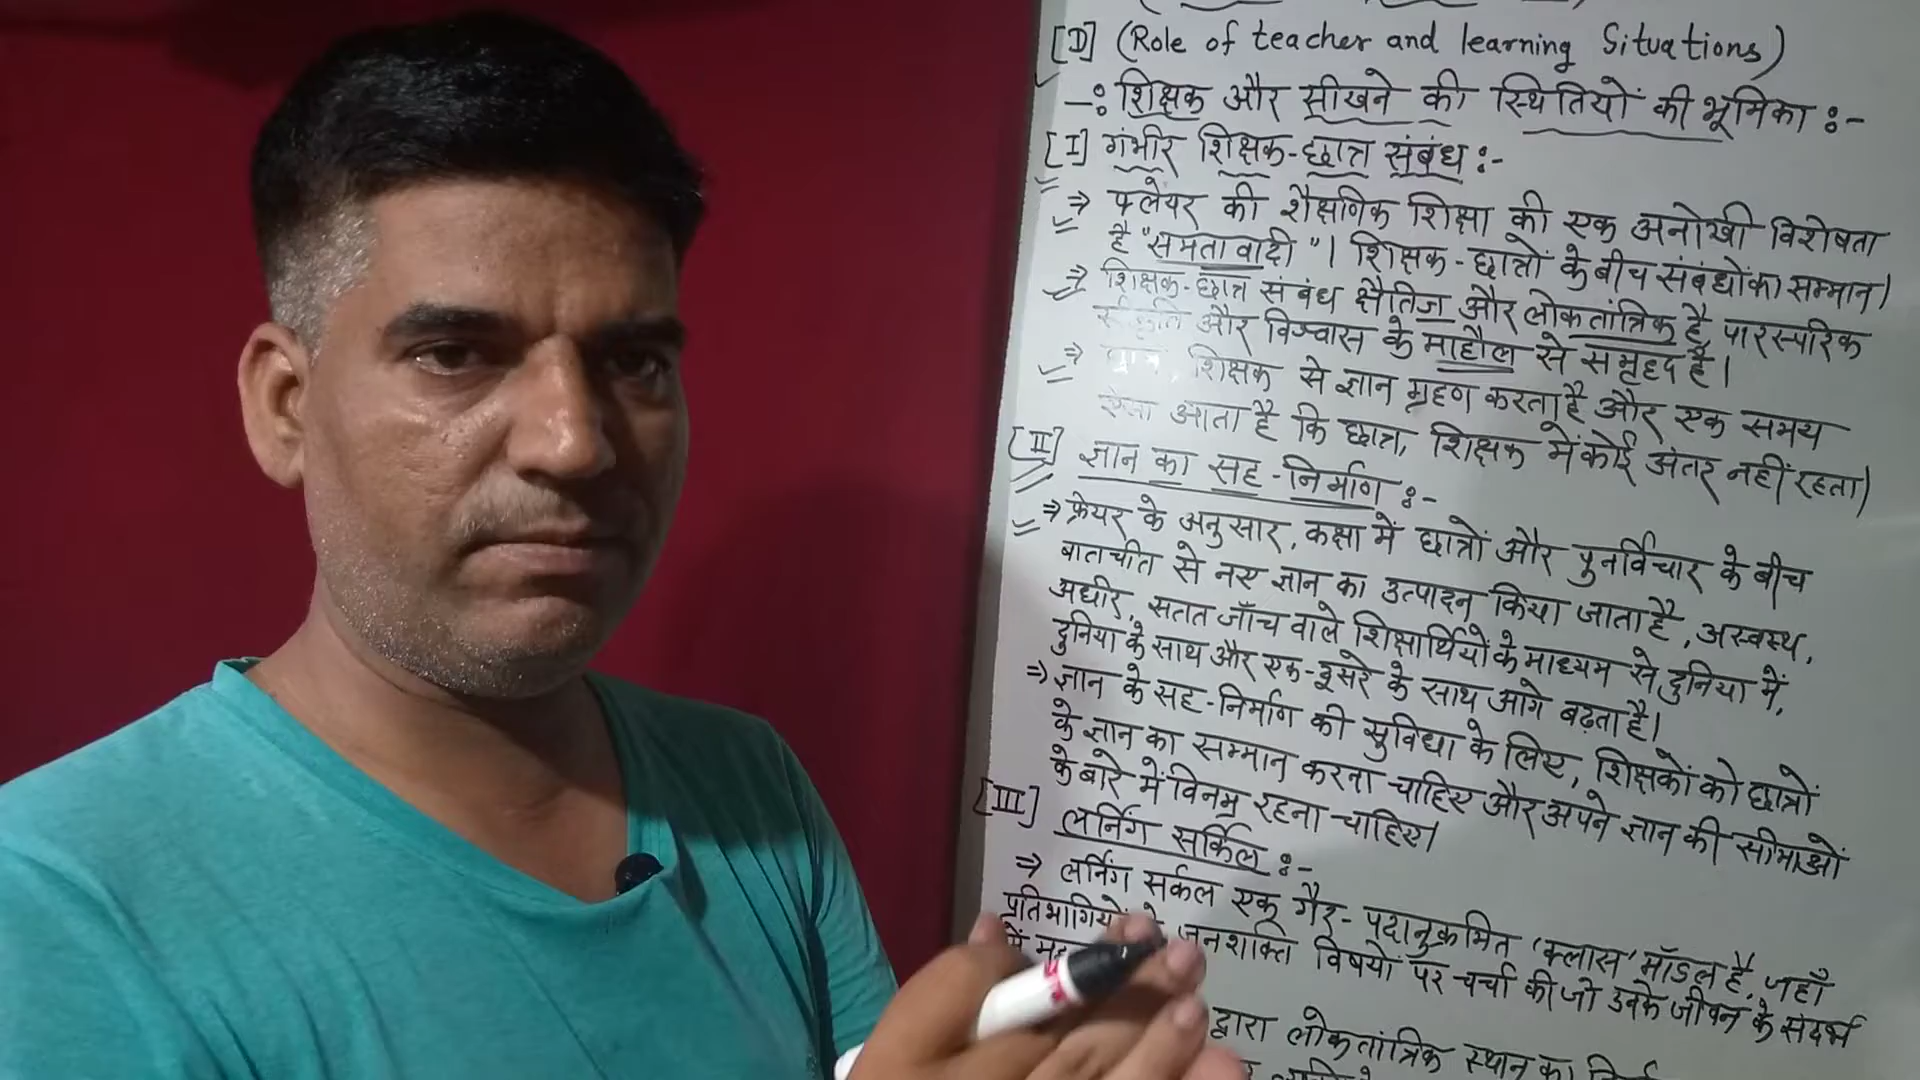 [D] (Role of teacher and learning Situations)
-: शिक्षक और सीखने की स्थितियों की भूमिका :-
[I] गंभीर शिक्षक-छात्र संबंध :-
⇒ फ्लेयर की शैक्षणिक शिक्षा की एक अनोखी विशेषता
है "समतावादी"। शिक्षक-छात्रों के बीच संबंधों का सम्मान।
⇒ शिक्षक-छात्र संबंध क्षैतिज और लोकतांत्रिक है, पारस्परिक
और विश्वास के माहौल से समृद्ध है।
⇒ शिक्षक से ज्ञान ग्रहण करता है और एक समय
ऐसा आता है कि छात्र, शिक्षक में कोई अंतर नहीं रहता।
[II] ज्ञान का सह-निर्माण :-
⇒ फ्रेयर के अनुसार, कक्षा में छात्रों और पुनर्विचार के बीच
बातचीत से नए ज्ञान का उत्पादन किया जाता है, अस्वस्थ,
अधीर, सतत जाँच वाले शिक्षार्थियों के माध्यम से दुनिया में,
दुनिया के साथ और एक-दूसरे के साथ आगे बढ़ता है।
⇒ ज्ञान के सह-निर्माण की सुविधा के लिए, शिक्षकों को छात्रों
के ज्ञान का सम्मान करना चाहिए और अपने ज्ञान की सीमाओं
के बारे में विनम्र रहना चाहिए।
[III] लर्निंग सर्किल :-
⇒ लर्निंग सर्कल एक गैर-पदानुक्रमित 'क्लास' मॉडल है, जहाँ
जनशक्ति विषयों पर चर्चा की जो उनके जीवन के संदर्भ
में
द्वारा लोकतांत्रिक स्थान का